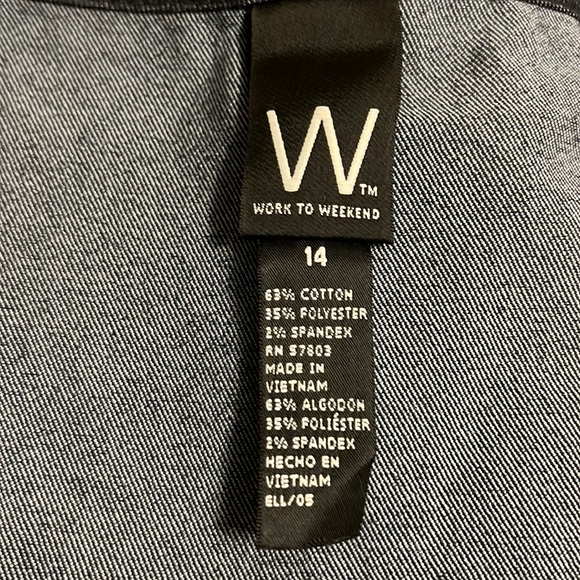 W™
WORK TO WEEKEND
14
63% COTTON
35% POLYESTER
2% SPANDEX
RN 57803
MADE IN
VIETNAM
63% ALGODON
35% POLIÉSTER
2% SPANDEX
HECHO EN
VIETNAM
ELL/05